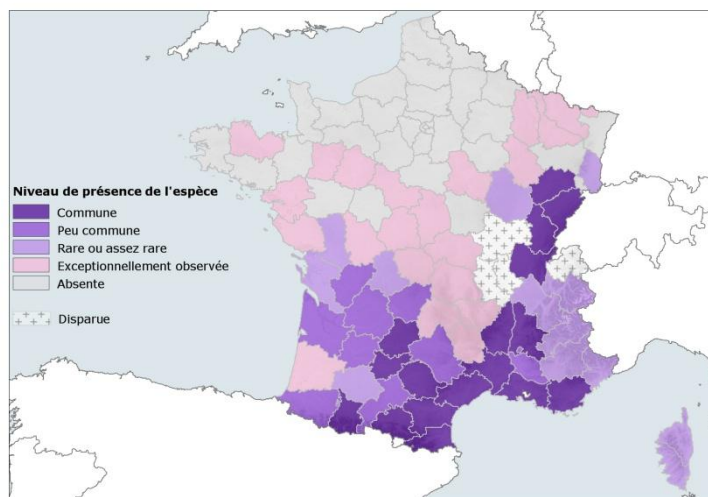 Niveau de présence de l'espèce
Commune
Peu commune
Rare ou assez rare
Exceptionnellement observée
Absente
Disparue